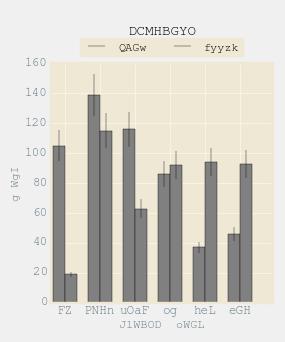 DCMHBGYO
QAGw fyyzk
160
140
120
100
80
60
40
20
0
g WgI
FZ PNHn uOaF og heL eGH
J1WBOD oWGL